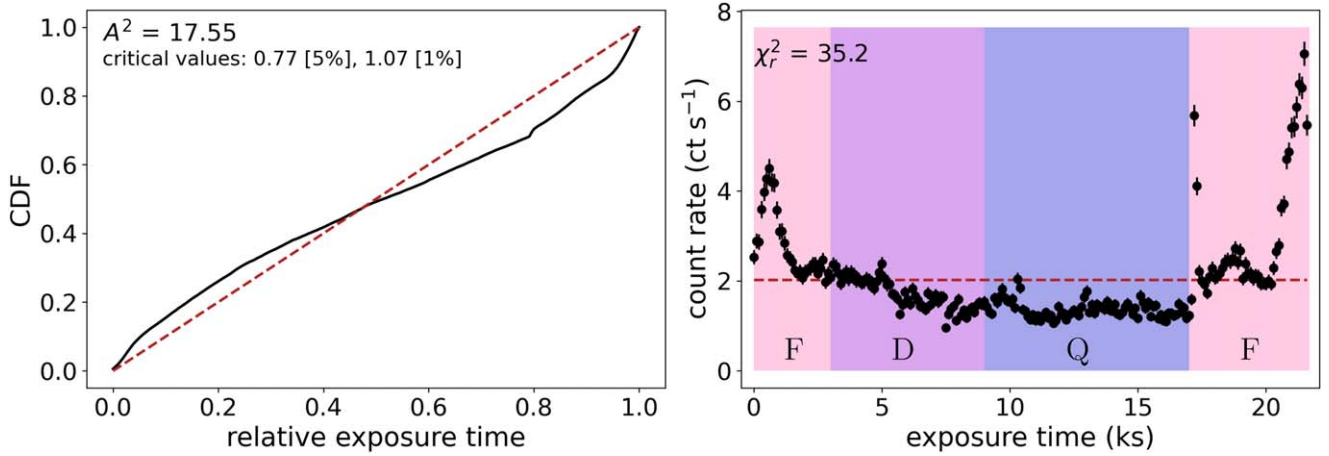 A² = 17.55
critical values: 0.77 [5%], 1.07 [1%]
CDF
1.0
0.8
0.6
0.4
0.2
0.0
0.0 0.2 0.4 0.6 0.8 1.0
relative exposure time
χ²ᵣ = 35.2
count rate (ct s⁻¹)
8
6
4
2
0
F D Q F
0 5 10 15 20
exposure time (ks)